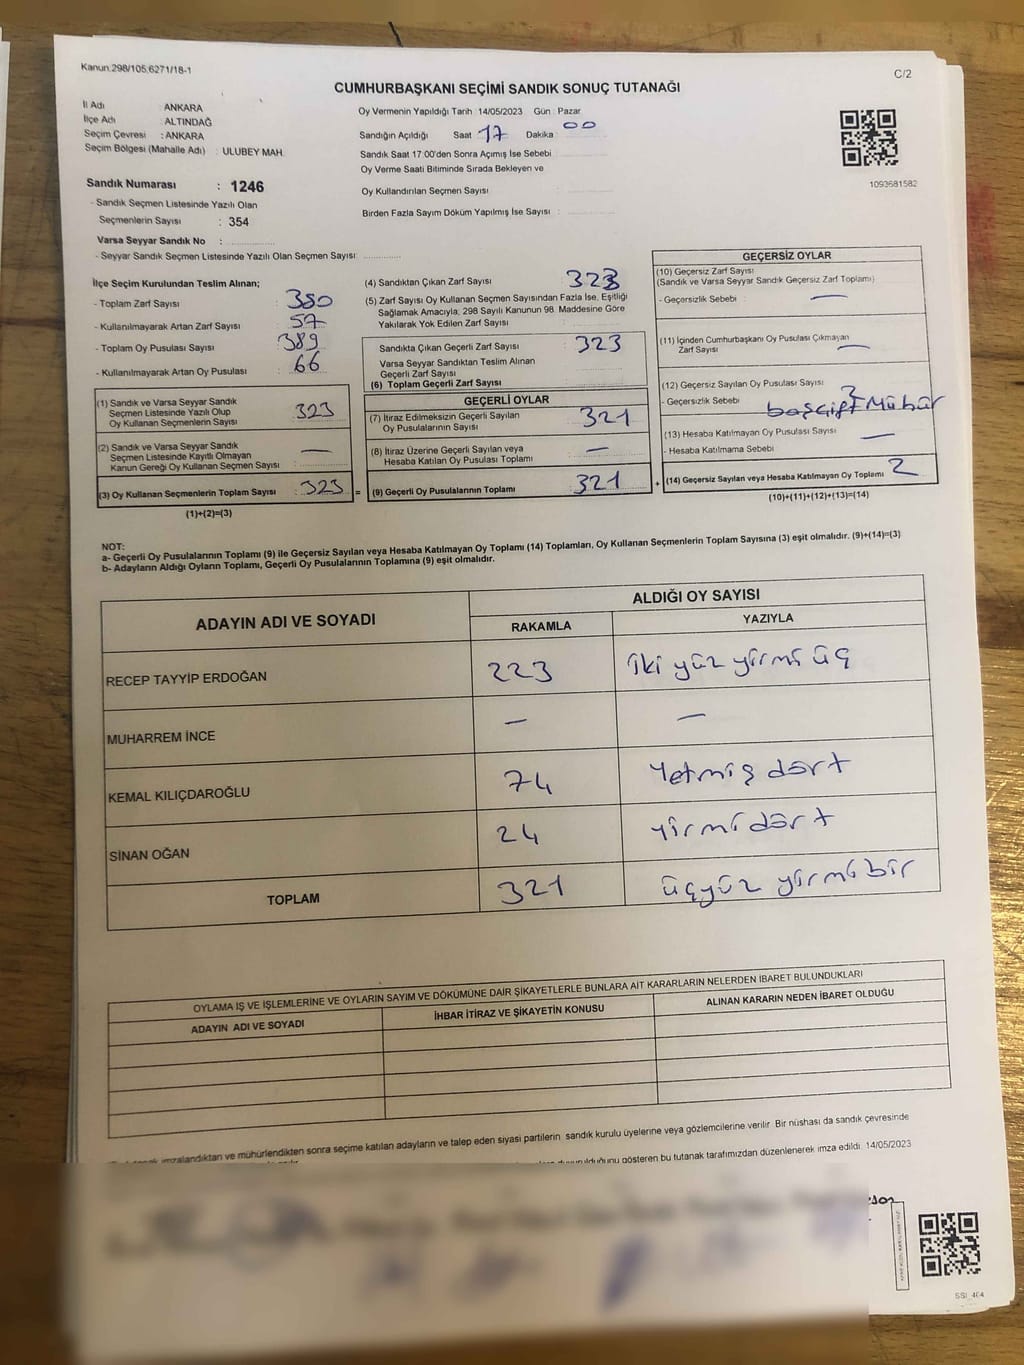 Kanun:298/105;6271/18-1
C/2
CUMHURBAŞKANI SEÇİMİ SANDIK SONUÇ TUTANAĞI
İl Adı : ANKARA
İlçe Adı : ALTINDAĞ
Seçim Çevresi : ANKARA
Seçim Bölgesi (Mahalle Adı) : ULUBEY MAH.
Sandık Numarası : 1246
- Sandık Seçmen Listesinde Yazılı Olan
Seçmenlerin Sayısı : 354
Varsa Seyyar Sandık No :
- Seyyar Sandık Seçmen Listesinde Yazılı Olan Seçmen Sayısı:
Oy Vermenin Yapıldığı Tarih : 14/05/2023 Gün : Pazar
Sandığın Açıldığı Saat 17 Dakika 00
Sandık Saat 17:00'den Sonra Açımış İse Sebebi
Oy Verme Saati Bitiminde Sırada Bekleyen ve
Oy Kullandırılan Seçmen Sayısı :
Birden Fazla Sayım Döküm Yapılmış İse Sayısı :
1093681582
İlçe Seçim Kurulundan Teslim Alınan;
- Toplam Zarf Sayısı : 380
- Kullanılmayarak Artan Zarf Sayısı : 57
- Toplam Oy Pusulası Sayısı : 389
- Kullanılmayarak Artan Oy Pusulası : 66
(1) Sandık ve Varsa Seyyar Sandık
Seçmen Listesinde Yazılı Olup
Oy Kullanan Seçmenlerin Sayısı : 323
(2) Sandık ve Varsa Seyyar Sandık
Seçmen Listesinde Kayıtlı Olmayan
Kanun Gereği Oy Kullanan Seçmen Sayısı : —
(3) Oy Kullanan Seçmenlerin Toplam Sayısı : 323 =
(1)+(2)=(3)
(4) Sandıktan Çıkan Zarf Sayısı : 323
(5) Zarf Sayısı Oy Kullanan Seçmen Sayısından Fazla İse, Eşitliği
Sağlamak Amacıyla; 298 Sayılı Kanunun 98. Maddesine Göre
Yakılarak Yok Edilen Zarf Sayısı :
Sandıkta Çıkan Geçerli Zarf Sayısı : 323
Varsa Seyyar Sandıktan Teslim Alınan
Geçerli Zarf Sayısı :
(6) Toplam Geçerli Zarf Sayısı
GEÇERLİ OYLAR
(7) İtiraz Edilmeksizin Geçerli Sayılan
Oy Pusulalarının Sayısı : 321
(8) İtiraz Üzerine Geçerli Sayılan veya
Hesaba Katılan Oy Pusulası Toplamı : —
(9) Geçerli Oy Pusulalarının Toplamı : 321 +
GEÇERSİZ OYLAR
(10) Geçersiz Zarf Sayısı :
(Sandık ve Varsa Seyyar Sandık Geçersiz Zarf Toplamı)
- Geçersizlik Sebebi : —
(11) İçinden Cumhurbaşkanı Oy Pusulası Çıkmayan
Zarf Sayısı : —
(12) Geçersiz Sayılan Oy Pusulası Sayısı : 2
- Geçersizlik Sebebi : Mühür
(13) Hesaba Katılmayan Oy Pusulası Sayısı : —
- Hesaba Katılmama Sebebi
(14) Geçersiz Sayılan veya Hesaba Katılmayan Oy Toplamı : 2
(10)+(11)+(12)+(13)=(14)
NOT:
a- Geçerli Oy Pusulalarının Toplamı (9) ile Geçersiz Sayılan veya Hesaba Katılmayan Oy Toplamı (14) Toplamları, Oy Kullanan Seçmenlerin Toplam Sayısına (3) eşit olmalıdır. (9)+(14)=(3)
b- Adayların Aldığı Oyların Toplamı, Geçerli Oy Pusulalarının Toplamına (9) eşit olmalıdır.
ADAYIN ADI VE SOYADI ALDIĞI OY SAYISI
RAKAMLA YAZIYLA
RECEP TAYYİP ERDOĞAN 223 iki yüz yirmi üç
MUHARREM İNCE — —
KEMAL KILIÇDAROĞLU 74 Yetmiş dört
SİNAN OĞAN 24 yirmi dört
TOPLAM 321 üçyüz yirmi bir
OYLAMA İŞ VE İŞLEMLERİNE VE OYLARIN SAYIM VE DÖKÜMÜNE DAİR ŞİKAYETLERLE BUNLARA AİT KARARLARIN NELERDEN İBARET BULUNDUKLARI
ADAYIN ADI VE SOYADI İHBAR İTİRAZ VE ŞİKAYETİN KONUSU ALINAN KARARIN NEDEN İBARET OLDUĞU
tutanak imzalandıktan ve mühürlendikten sonra seçime katılan adayların ve talep eden siyasi partilerin sandık kurulu üyelerine veya gözlemcilerine verilir. Bir nüshası da sandık çevresinde
gösteren bu tutanak tarafımızdan düzenlenerek imza edildi. 14/05/2023
SSI_404